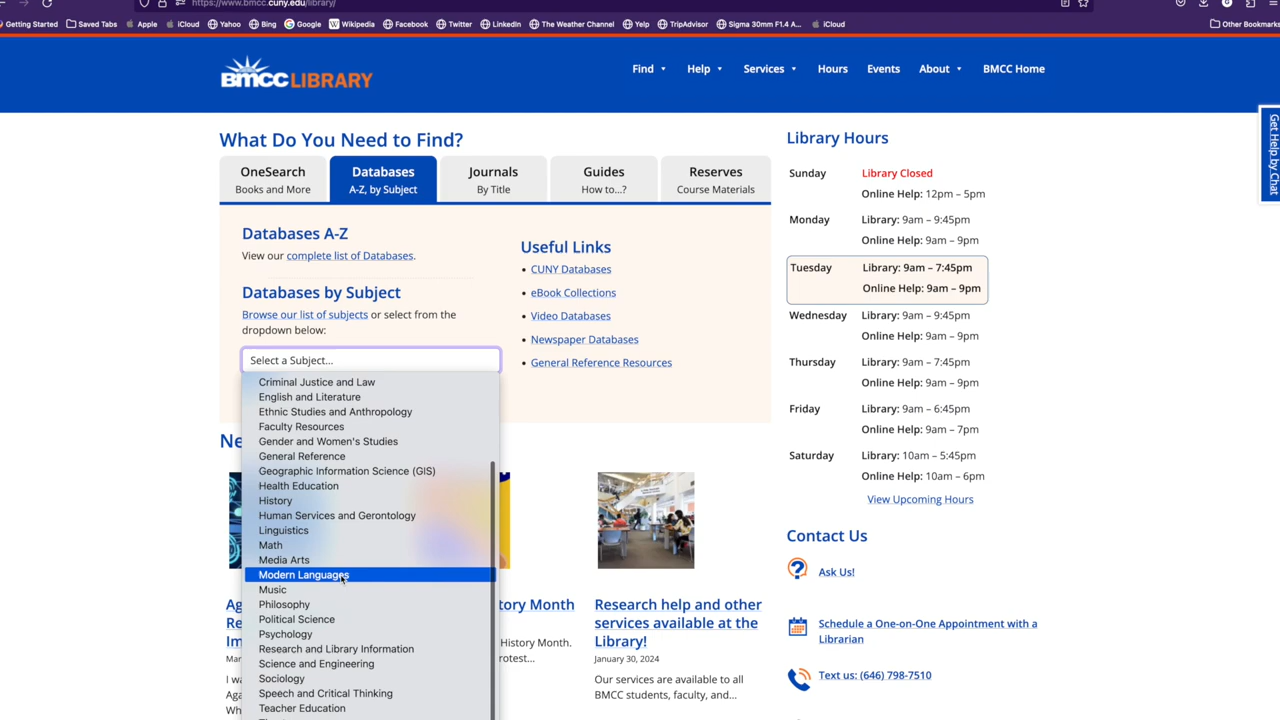 https://www.bmcc.cuny.edu/library/
Getting Started
Saved Tabs
Apple
iCloud
Yahoo
Bing
Google
Wikipedia
Facebook
Twitter
LinkedIn
The Weather Channel
Yelp
TripAdvisor
Sigma 30mm F1.4 A...
iCloud
Other Bookmarks
BMCC LIBRARY
Find
Help
Services
Hours
Events
About
BMCC Home
Get Help by Chat
What Do You Need to Find?
OneSearch
Books and More
Databases
A-Z, by Subject
Journals
By Title
Guides
How to...?
Reserves
Course Materials
Databases A-Z
View our complete list of Databases.
Databases by Subject
Browse our list of subjects or select from the
dropdown below:
Select a Subject...
Criminal Justice and Law
English and Literature
Ethnic Studies and Anthropology
Faculty Resources
Gender and Women's Studies
General Reference
Geographic Information Science (GIS)
Health Education
History
Human Services and Gerontology
Linguistics
Math
Media Arts
Modern Languages
Music
Philosophy
Political Science
Psychology
Research and Library Information
Science and Engineering
Sociology
Speech and Critical Thinking
Teacher Education
Useful Links
CUNY Databases
eBook Collections
Video Databases
Newspaper Databases
General Reference Resources
Ne
Ag
Re
Im
Mar
I wa
Aga
Wh
tory Month
History Month.
rotest...
Research help and other
services available at the
Library!
January 30, 2024
Our services are available to all
BMCC students, faculty, and...
Library Hours
Sunday
Library Closed
Online Help: 12pm – 5pm
Monday
Library: 9am – 9:45pm
Online Help: 9am – 9pm
Tuesday
Library: 9am – 7:45pm
Online Help: 9am – 9pm
Wednesday
Library: 9am – 9:45pm
Online Help: 9am – 9pm
Thursday
Library: 9am – 7:45pm
Online Help: 9am – 9pm
Friday
Library: 9am – 6:45pm
Online Help: 9am – 7pm
Saturday
Library: 10am – 5:45pm
Online Help: 10am – 6pm
View Upcoming Hours
Contact Us
Ask Us!
Schedule a One-on-One Appointment with a
Librarian
Text us: (646) 798-7510